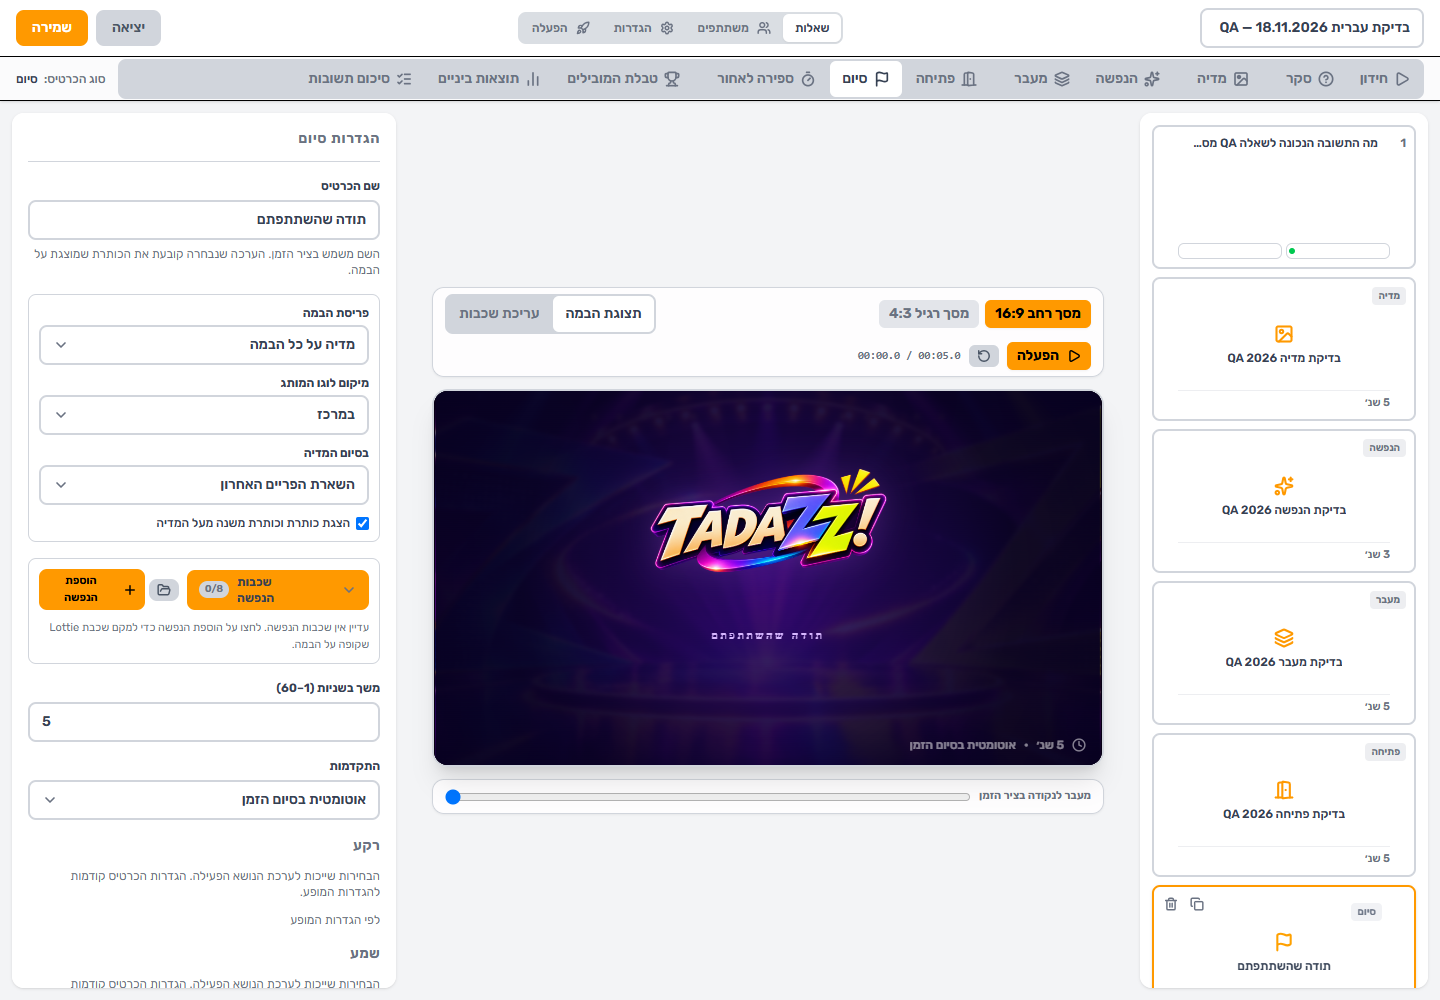 בדיקת עברית QA — 18.11.2026
שאלות
משתתפים
הגדרות
הפעלה
יציאה
שמירה
חידון
סקר
מדיה
הנפשה
מעבר
פתיחה
סיום
ספירה לאחור
טבלת המובילים
תוצאות ביניים
סיכום תשובות
סוג הכרטיס: סיום
1
מה התשובה הנכונה לשאלה QA מס...
מדיה
בדיקת מדיה QA 2026
5 שנ׳
הנפשה
בדיקת הנפשה QA 2026
3 שנ׳
מעבר
בדיקת מעבר QA 2026
5 שנ׳
פתיחה
בדיקת פתיחה QA 2026
5 שנ׳
סיום
תודה שהשתתפתם
מסך רחב 16:9
מסך רגיל 4:3
תצוגת הבמה
עריכת שכבות
הפעלה
00:00.0 / 00:05.0
TADAZZ!
תודה שהשתתפתם
5 שנ׳ • אוטומטית בסיום הזמן
מעבר לנקודה בציר הזמן
הגדרות סיום
שם הכרטיס
תודה שהשתתפתם
השם משמש בציר הזמן. הערכה שנבחרה קובעת את הכותרת שמוצגת על
הבמה.
פריסת הבמה
מדיה על כל הבמה
מיקום לוגו המותג
במרכז
בסיום המדיה
השארת הפריים האחרון
הצגת כותרת וכותרת משנה מעל המדיה
שכבות
הנפשה
0/8
הוספת
הנפשה
עדיין אין שכבות הנפשה. לחצו על הוספת הנפשה כדי למקם שכבת Lottie
שקופה על הבמה.
משך בשניות (1–60)
5
התקדמות
אוטומטית בסיום הזמן
רקע
הבחירות שייכות לערכת הנושא הפעילה. הגדרות הכרטיס קודמות
להגדרות המופע.
לפי הגדרות המופע
שמע
הבחירות שייכות לערכת הנושא הפעילה. הגדרות הכרטיס קודמות